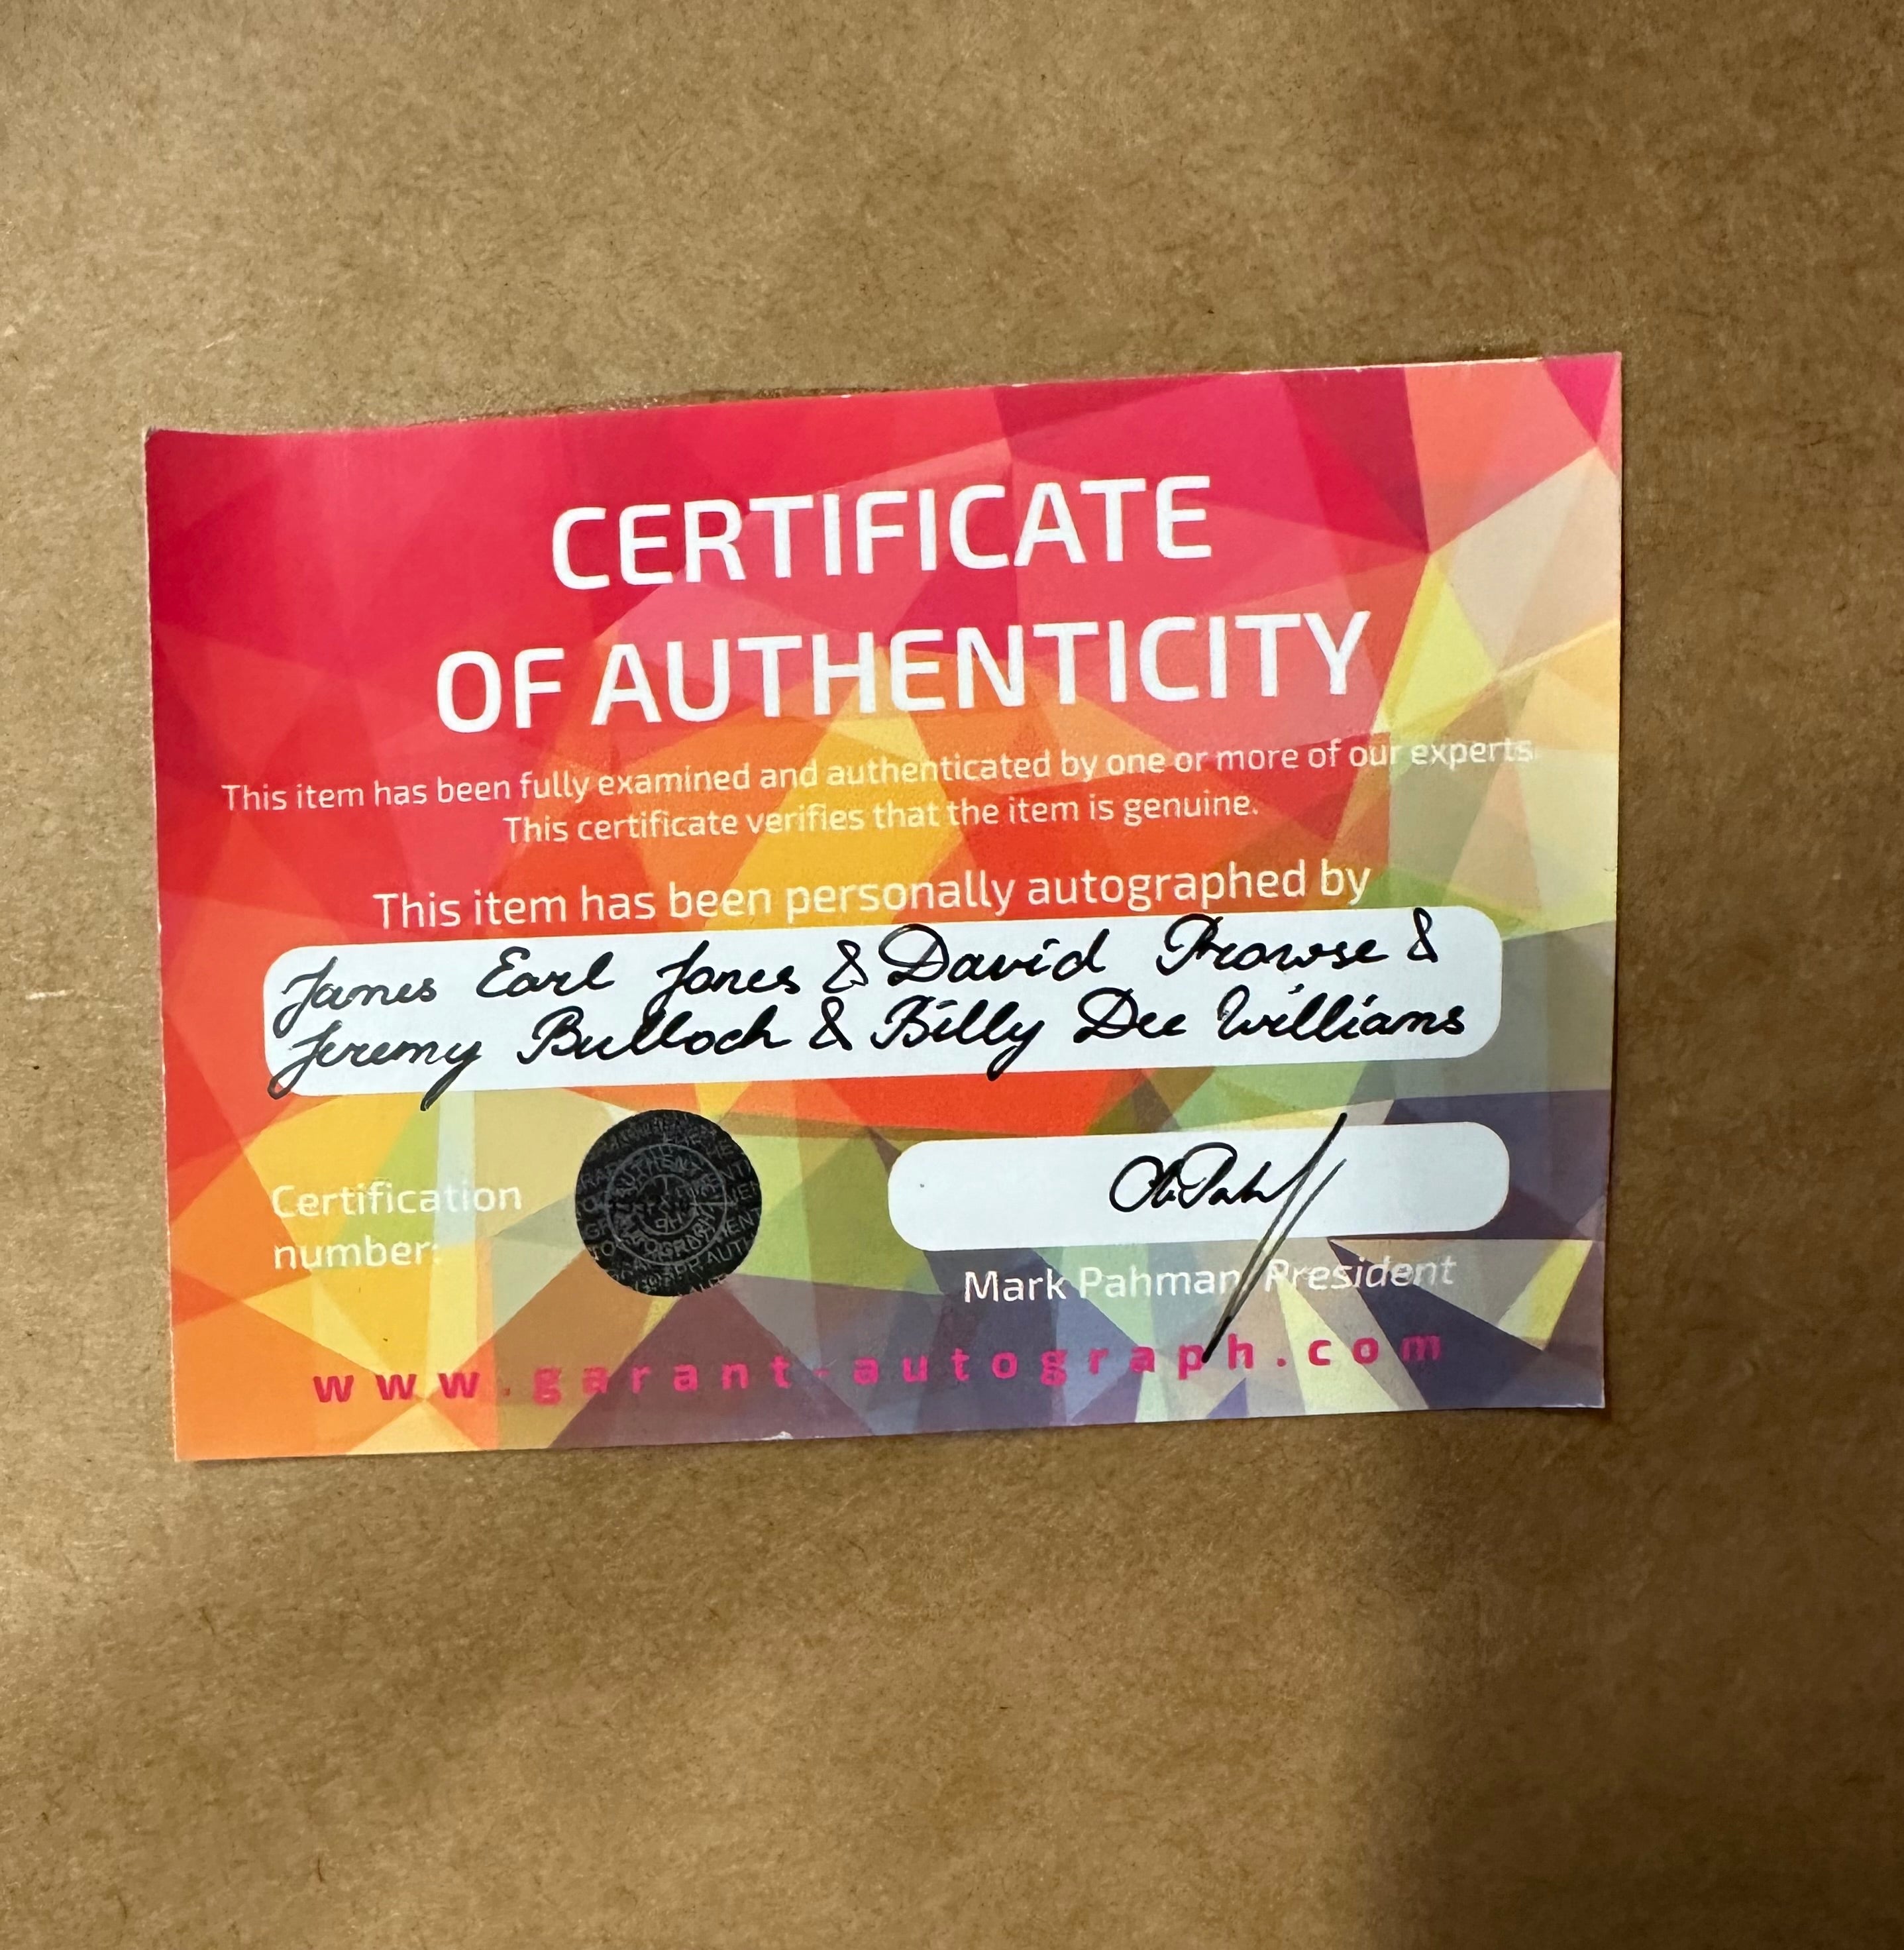 CERTIFICATE
OF AUTHENTICITY
This item has been fully examined and authenticated by one or more of our experts.
This certificate verifies that the item is genuine.
This item has been personally autographed by
James Earl Jones & David Prowse &
Jeremy Bulloch & Billy Dee Williams
Certification
number:
Mark Pahman, President
www.garant-autograph.com